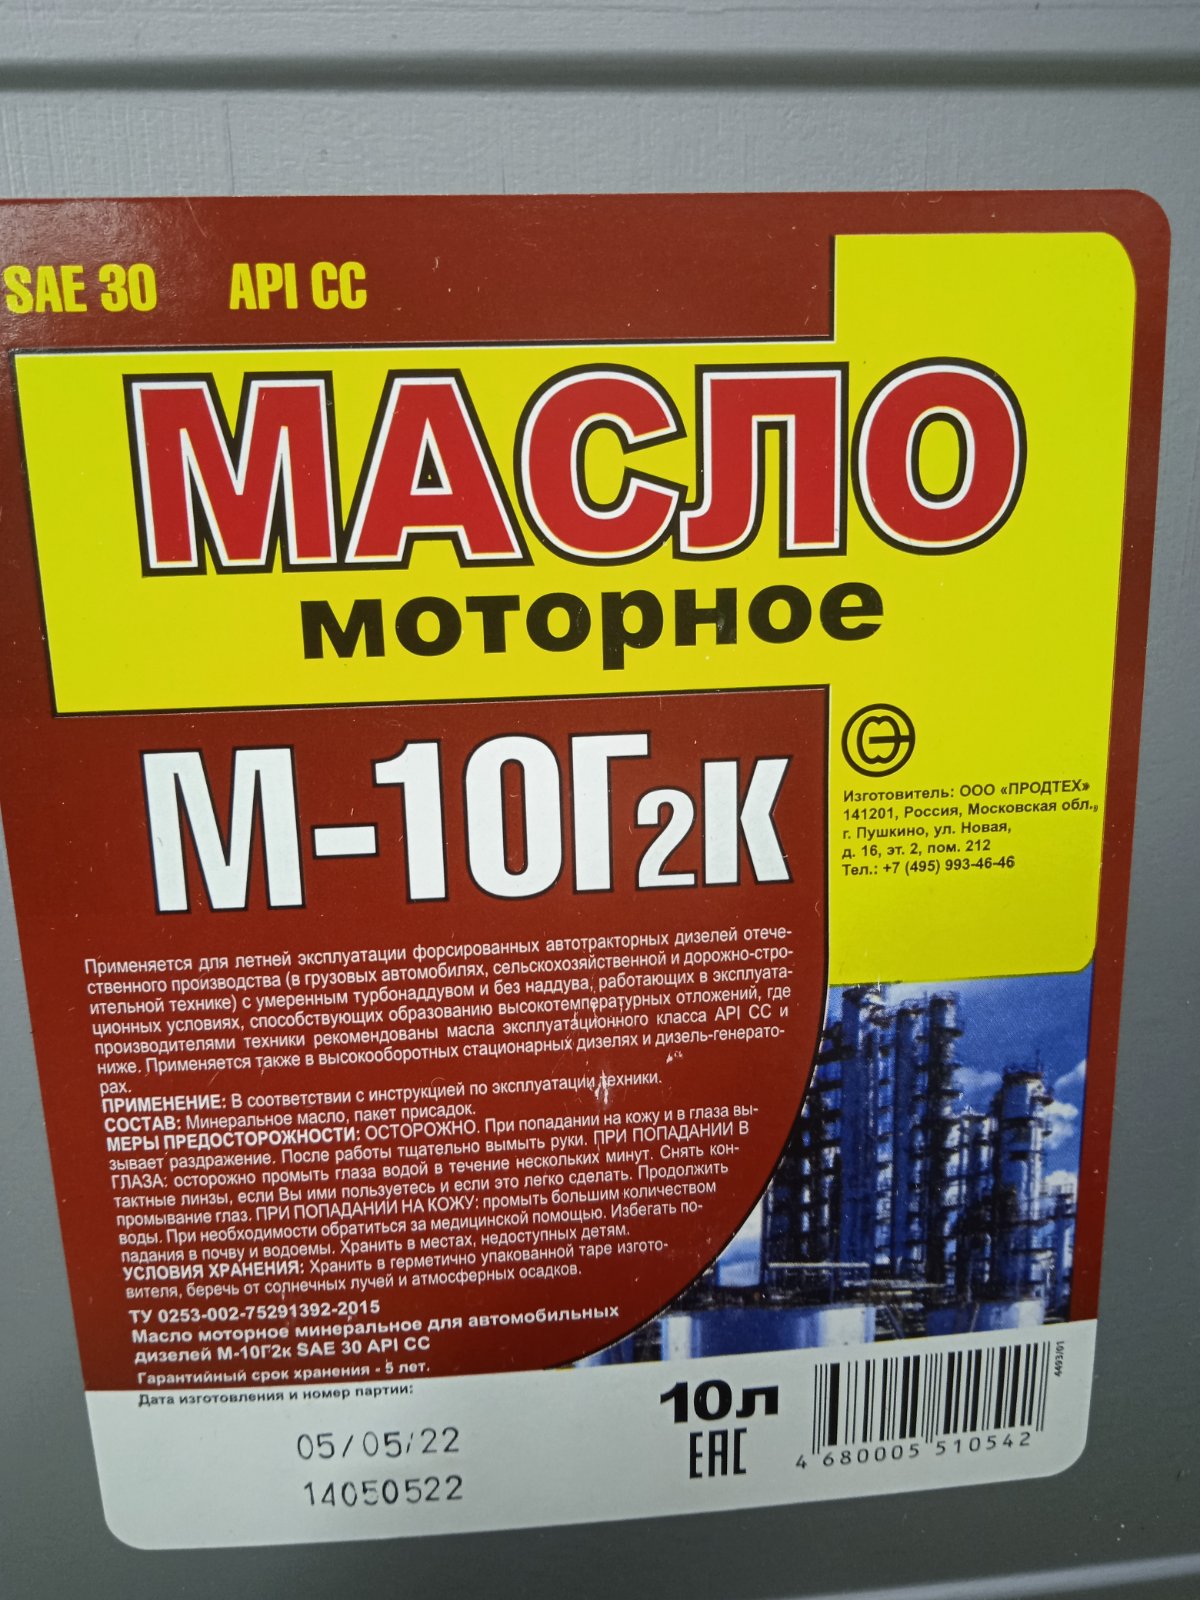 SAE 30 API CC
МАСЛО
моторное
М-10Г2К
Изготовитель: ООО «ПРОДТЕХ»
141201, Россия, Московская обл.,
г. Пушкино, ул. Новая,
д. 16, эт. 2, пом. 212
Тел.: +7 (495) 993-46-46
Применяется для летней эксплуатации форсированных автотракторных дизелей отече-
ственного производства (в грузовых автомобилях, сельскохозяйственной и дорожно-стро-
ительной технике) с умеренным турбонаддувом и без наддува, работающих в эксплуата-
ционных условиях, способствующих образованию высокотемпературных отложений, где
производителями техники рекомендованы масла эксплуатационного класса API CC и
ниже. Применяется также в высокооборотных стационарных дизелях и дизель-генерато-
рах.
ПРИМЕНЕНИЕ: В соответствии с инструкцией по эксплуатации техники.
СОСТАВ: Минеральное масло, пакет присадок.
МЕРЫ ПРЕДОСТОРОЖНОСТИ: ОСТОРОЖНО. При попадании на кожу и в глаза вы-
зывает раздражение. После работы тщательно вымыть руки. ПРИ ПОПАДАНИИ В
ГЛАЗА: осторожно промыть глаза водой в течение нескольких минут. Снять кон-
тактные линзы, если Вы ими пользуетесь и если это легко сделать. Продолжить
промывание глаз. ПРИ ПОПАДАНИИ НА КОЖУ: промыть большим количеством
воды. При необходимости обратиться за медицинской помощью. Избегать по-
падания в почву и водоемы. Хранить в местах, недоступных детям.
УСЛОВИЯ ХРАНЕНИЯ: Хранить в герметично упакованной таре изгото-
вителя, беречь от солнечных лучей и атмосферных осадков.
ТУ 0253-002-75291392-2015
Масло моторное минеральное для автомобильных
дизелей М-10Г2к SAE 30 API CC
Гарантийный срок хранения - 5 лет.
Дата изготовления и номер партии:
05/05/22
14050522
10л
ЕАС
4 680005 510542
4493/01